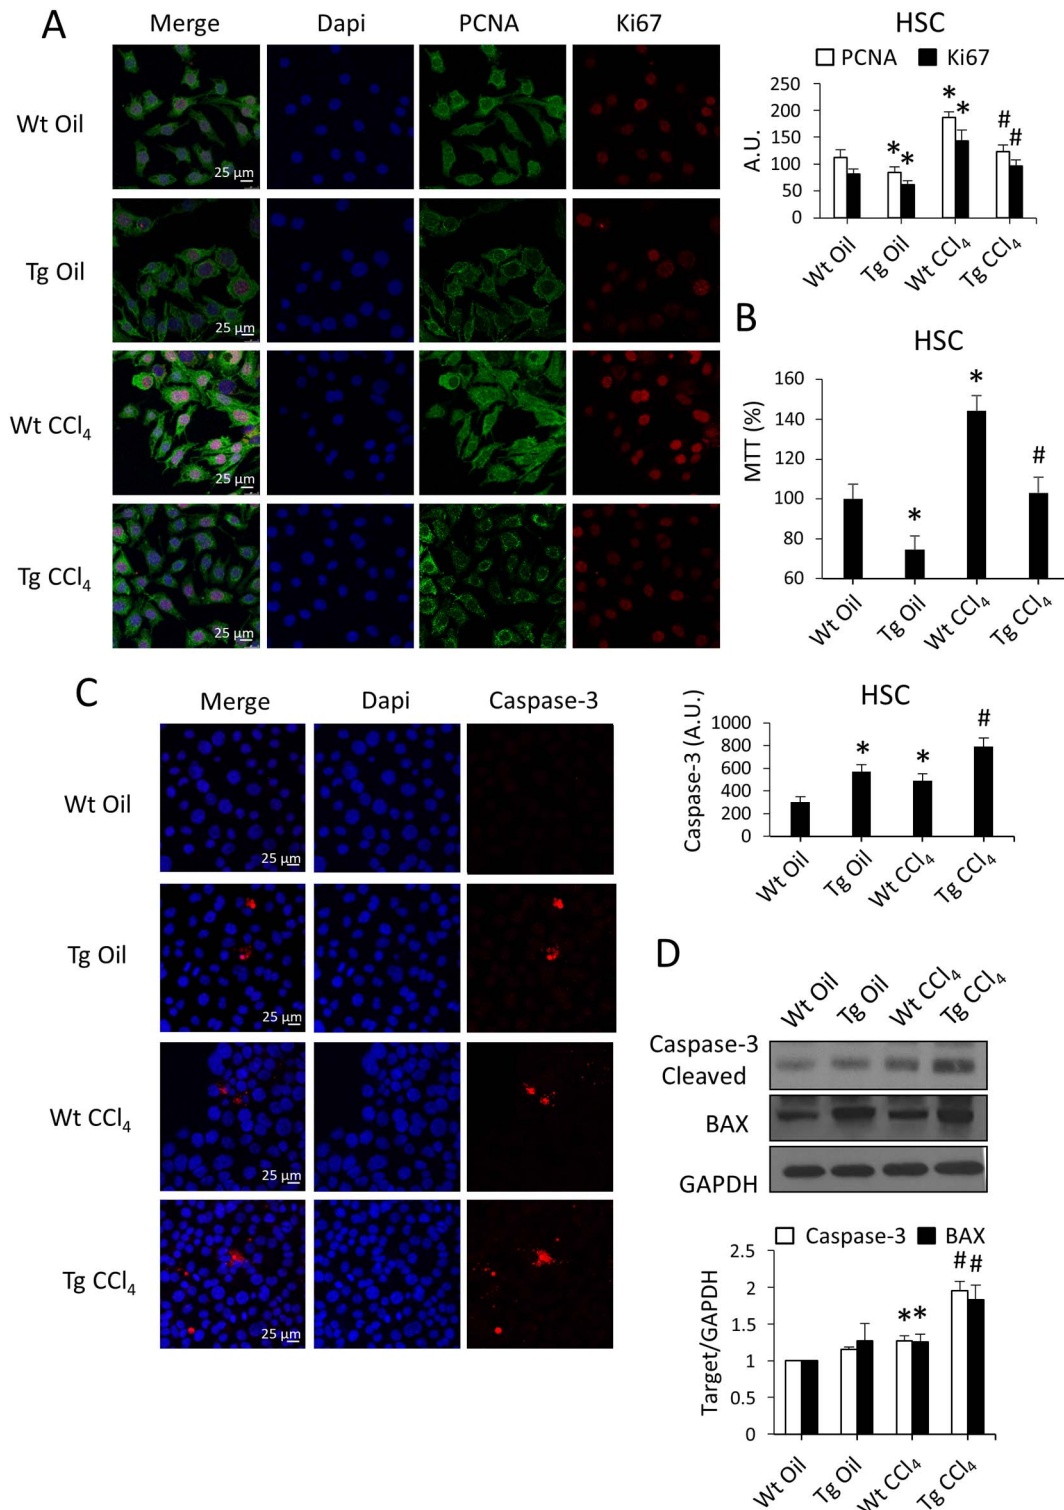 A
Merge Dapi PCNA Ki67
Wt Oil
25 µm
Tg Oil
25 µm
Wt CCl₄
25 µm
Tg CCl₄
25 µm
HSC
PCNA Ki67
A.U.
250
200
150
100
50
0
* * * * # #
Wt Oil Tg Oil Wt CCl₄ Tg CCl₄
B
HSC
MTT (%)
160
140
120
100
80
60
* * #
Wt Oil Tg Oil Wt CCl₄ Tg CCl₄
C
Merge Dapi Caspase-3
Wt Oil
25 µm
Tg Oil
25 µm
Wt CCl₄
25 µm
Tg CCl₄
25 µm
HSC
Caspase-3 (A.U.)
1000
800
600
400
200
0
* * #
Wt Oil Tg Oil Wt CCl₄ Tg CCl₄
D
Wt Oil Tg Oil Wt CCl₄ Tg CCl₄
Caspase-3
Cleaved
BAX
GAPDH
Caspase-3 BAX
Target/GAPDH
2.5
2
1.5
1
0.5
0
** # #
Wt Oil Tg Oil Wt CCl₄ Tg CCl₄